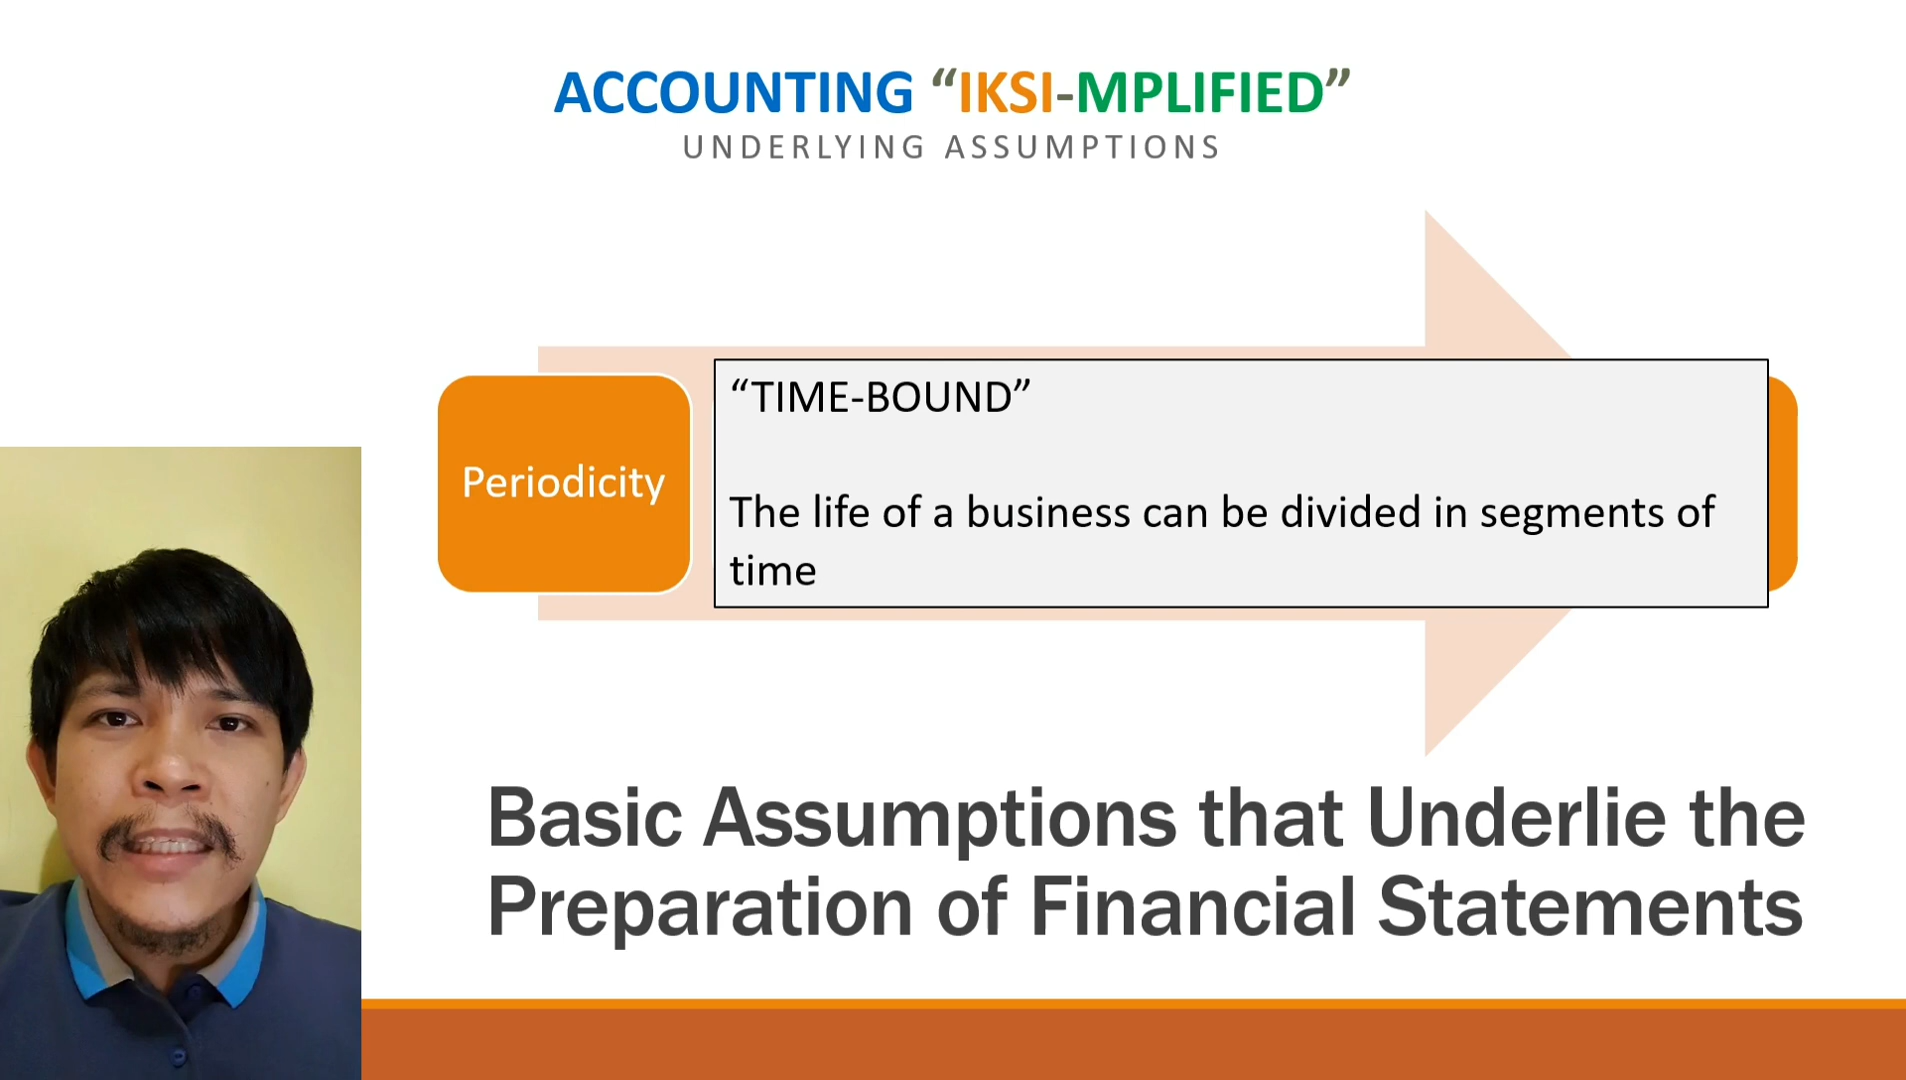 ACCOUNTING “IKSI-MPLIFIED”
UNDERLYING ASSUMPTIONS
Periodicity
“TIME-BOUND”
The life of a business can be divided in segments of
time
Basic Assumptions that Underlie the
Preparation of Financial Statements